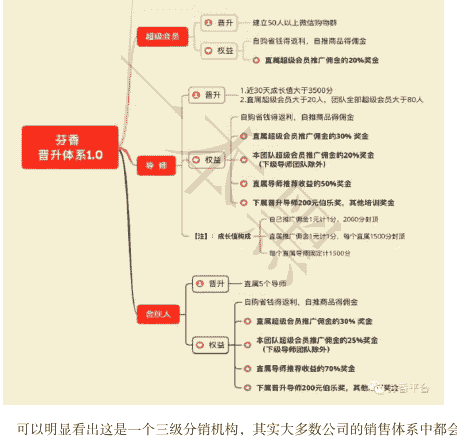 芬香
晋升体系1.0
超级会员
晋升
建立50人以上微信购物群
权益
自购省钱得返利，自推商品得佣金
直属超级会员推广佣金的20%奖金
导 师
晋升
1.近30天成长值大于3500分
2.直属超级会员大于20人，团队全部超级会员大于80人
权益
自购省钱得返利，自推商品得佣金
直属超级会员推广佣金的30% 奖金
本团队超级会员推广佣金的20%奖金
(下级导师团队除外)
直属导师推荐收益的50%奖金
下属晋升导师200元伯乐奖，其他培训奖金
【注】：成长值构成
自己推广佣金1元计1分，2000分封顶
直属推广佣金1元计1分，每个直属1500分封顶
每个直属导师固定计1500分
合伙人
晋升
直属5个导师
权益
自购省钱得返利，自推商品得佣金
直属超级会员推广佣金的30% 奖金
本团队超级会员推广佣金的25%奖金
(下级导师团队除外)
直属导师推荐收益的70%奖金
下属晋升导师200元伯乐奖，其他 奖金
可以明显看出这是一个三级分销机构，其实大多数公司的销售体系中都会